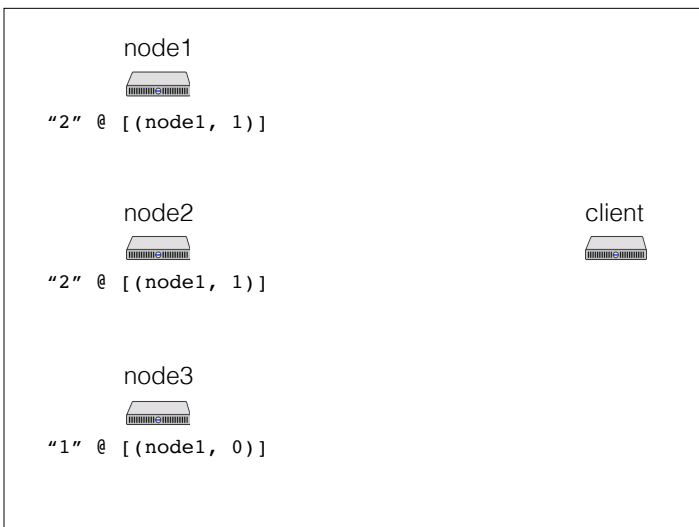 node1
“2” @ [(node1, 1)]
node2
client
“2” @ [(node1, 1)]
node3
“1” @ [(node1, 0)]